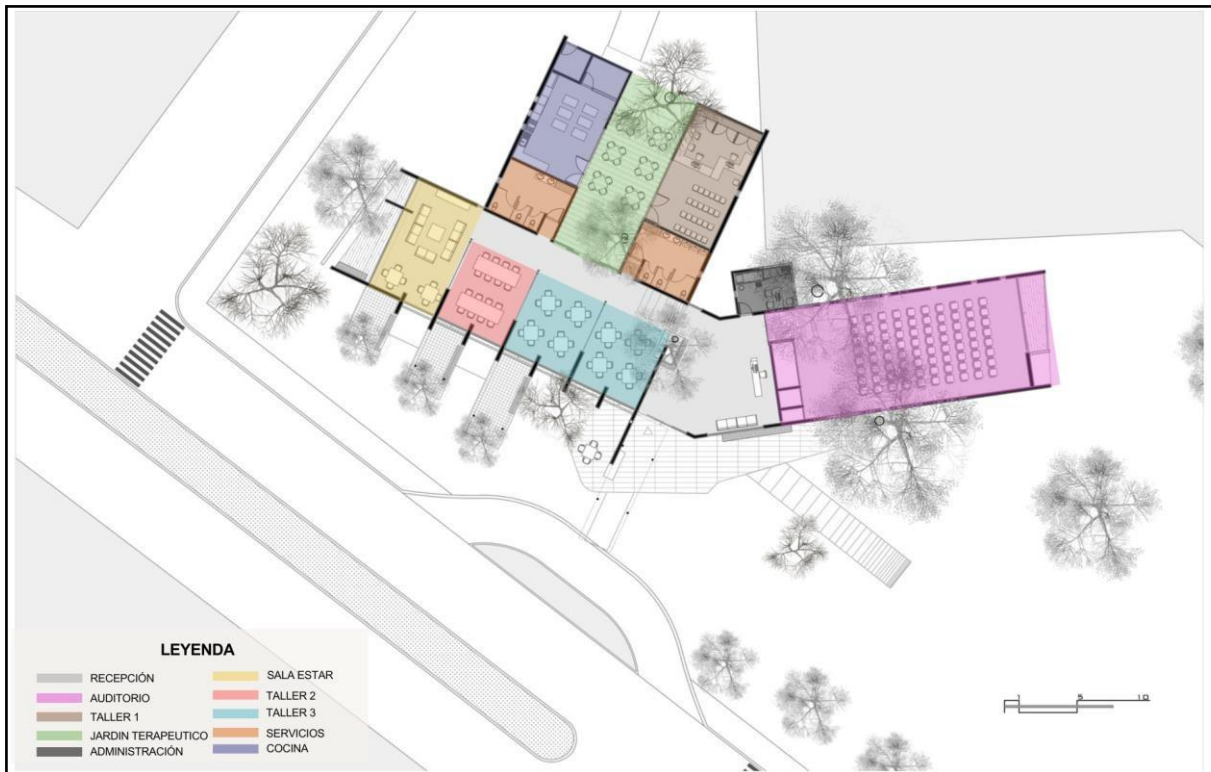 LEYENDA
RECEPCIÓN
AUDITORIO
TALLER 1
JARDIN TERAPEUTICO
ADMINISTRACIÓN
SALA ESTAR
TALLER 2
TALLER 3
SERVICIOS
COCINA
1 5 10